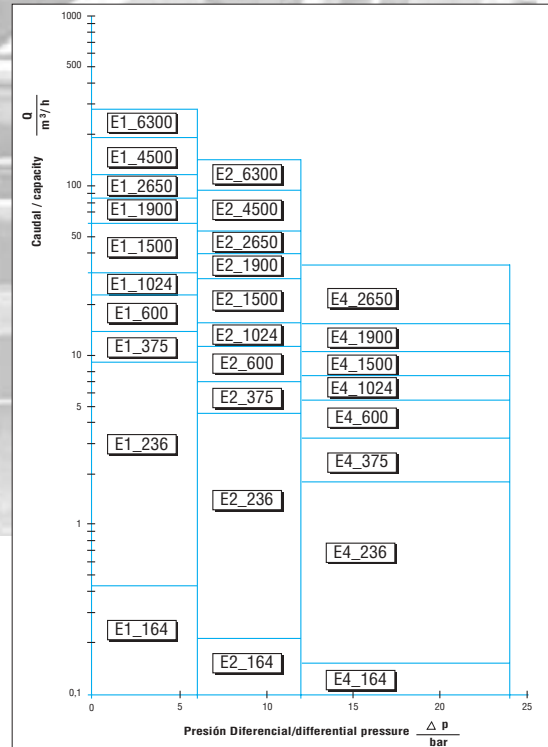 1000
500
Q
m³/ h
Caudal / capacity
100
50
10
5
1
0,1
E1_6300
E1_4500
E1_2650
E1_1900
E1_1500
E1_1024
E1_600
E1_375
E1_236
E1_164
E2_6300
E2_4500
E2_2650
E2_1900
E2_1500
E2_1024
E2_600
E2_375
E2_236
E2_164
E4_2650
E4_1900
E4_1500
E4_1024
E4_600
E4_375
E4_236
E4_164
0 5 10 15 20 25
Presión Diferencial/differential pressure △ p
bar